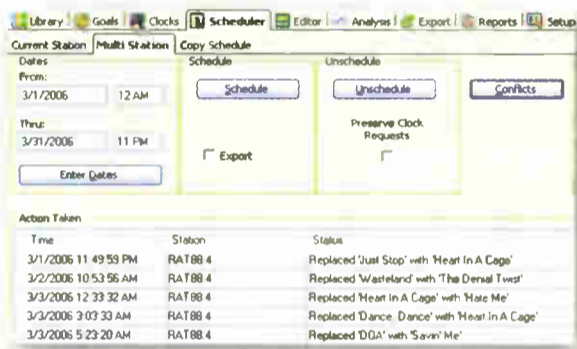 Library Goals Clocks Scheduler Editor Analysis Export Reports Setup
Current Station Multi Station Copy Schedule
Dates Schedule Unschedule
From:
3/1/2006 12 AM Schedule Unschedule Conflicts
Thru: Preserve Clock
3/31/2006 11 PM Requests
Export
Enter Dates
Action Taken
Time Station Status
3/1/2006 11 49 59 PM RAT88.4 Replaced 'Just Stop' with 'Heart In A Cage'
3/2/2006 10 53 56 AM RAT88.4 Replaced 'Wasteland' with 'The Denial Twist'
3/3/2006 12 33 32 AM RAT88.4 Replaced 'Heart In A Cage' with 'Hate Me'
3/3/2006 3 03 33 AM RAT88.4 Replaced 'Dance, Dance' with 'Heart In A Cage'
3/3/2006 5 23 20 AM RAT88.4 Replaced 'DOA' with 'Savin' Me'